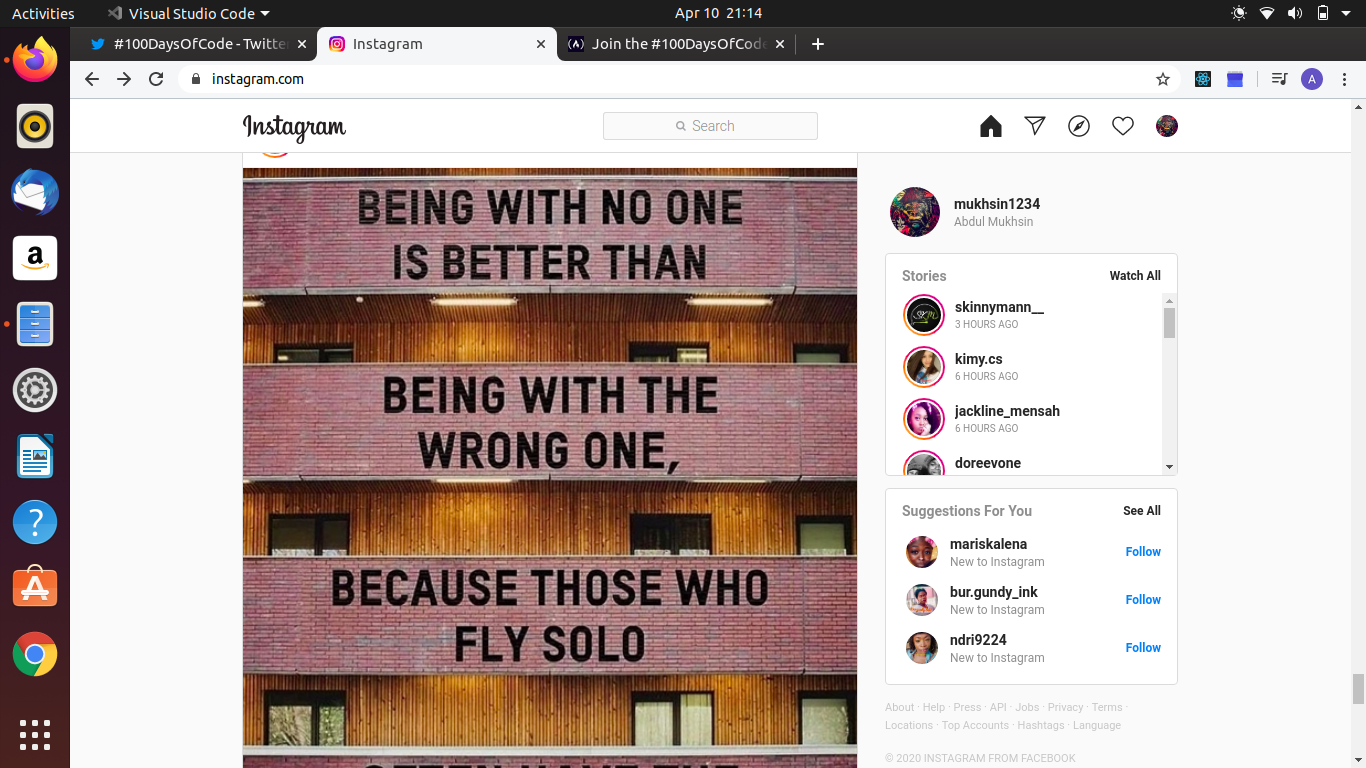 Activities
Visual Studio Code
Apr 10 21:14
#100DaysOfCode - Twitte
Instagram
Join the #100DaysOfCode
instagram.com
A
Instagram
Search
BEING WITH NO ONE
IS BETTER THAN
BEING WITH THE
WRONG ONE,
BECAUSE THOSE WHO
FLY SOLO
mukhsin1234
Abdul Mukhsin
Stories
Watch All
skinnymann__
3 HOURS AGO
kimy.cs
6 HOURS AGO
jackline_mensah
6 HOURS AGO
doreevone
Suggestions For You
See All
mariskalena
New to Instagram
Follow
bur.gundy_ink
New to Instagram
Follow
ndri9224
New to Instagram
Follow
About · Help · Press · API · Jobs · Privacy · Terms ·
Locations · Top Accounts · Hashtags · Language
© 2020 INSTAGRAM FROM FACEBOOK